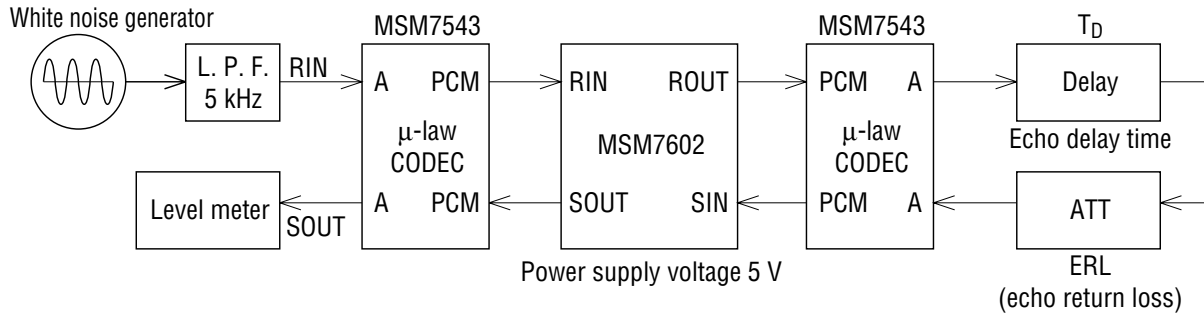 White noise generator
L. P. F.
5 kHz
RIN
MSM7543
A PCM
μ-law
CODEC
A PCM
RIN ROUT
MSM7602
SOUT SIN
Power supply voltage 5 V
MSM7543
PCM A
μ-law
CODEC
PCM A
TD
Delay
Echo delay time
Level meter
SOUT
ATT
ERL
(echo return loss)